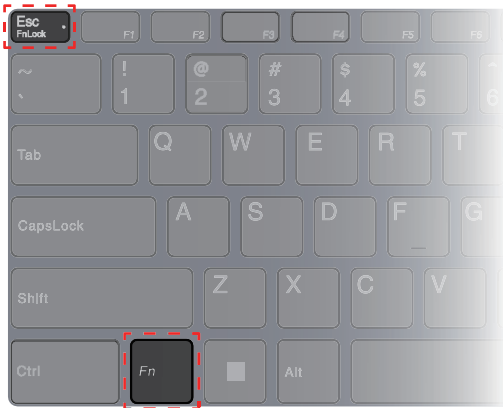 Esc
FnLock
F1 F2 F3 F4 F5 F6
~ ! @ # $ % ^
` 1 2 3 4 5 6
Tab Q W E R T
CapsLock A S D F G
Shift Z X C V
Ctrl Fn Alt